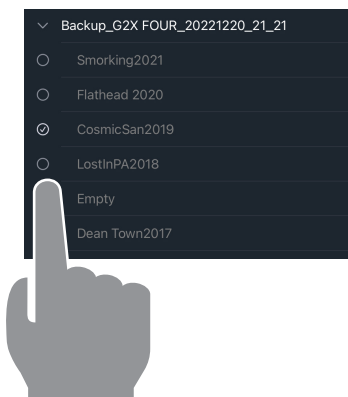 Backup_G2X FOUR_20221220_21_21
Smorking2021
Flathead 2020
CosmicSan2019
LostInPA2018
Empty
Dean Town2017